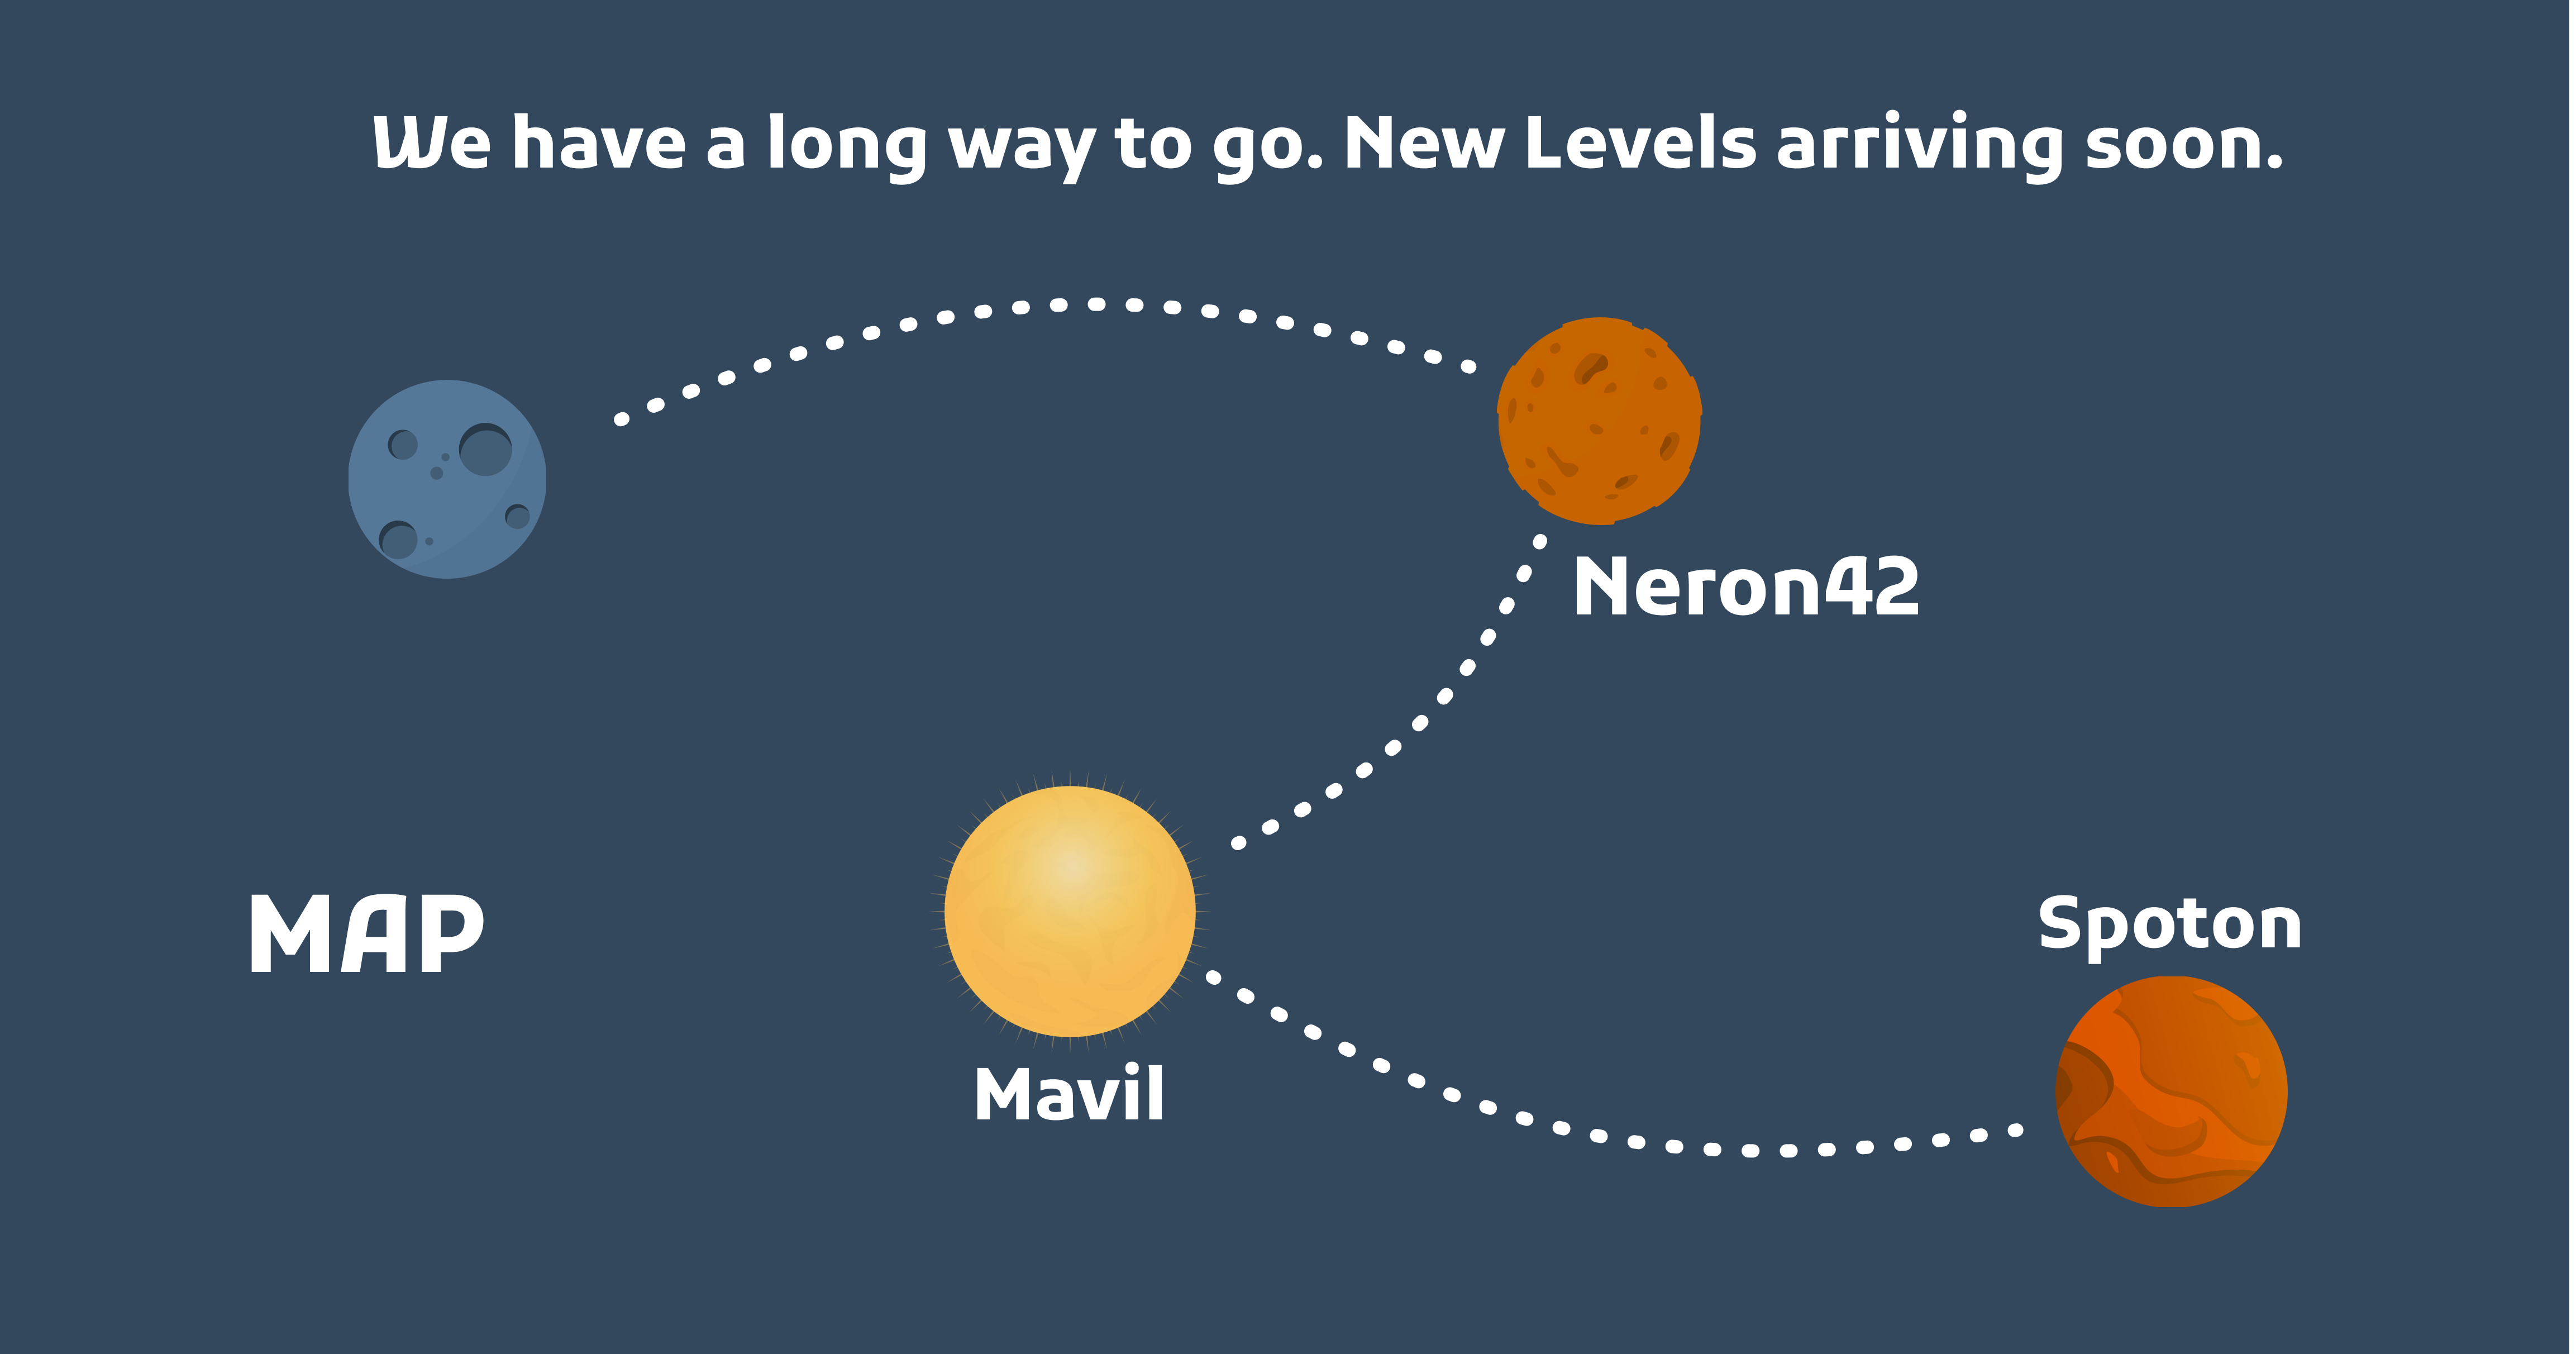 We have a long way to go. New Levels arriving soon.
Neron42
MAP
Spoton
Mavil